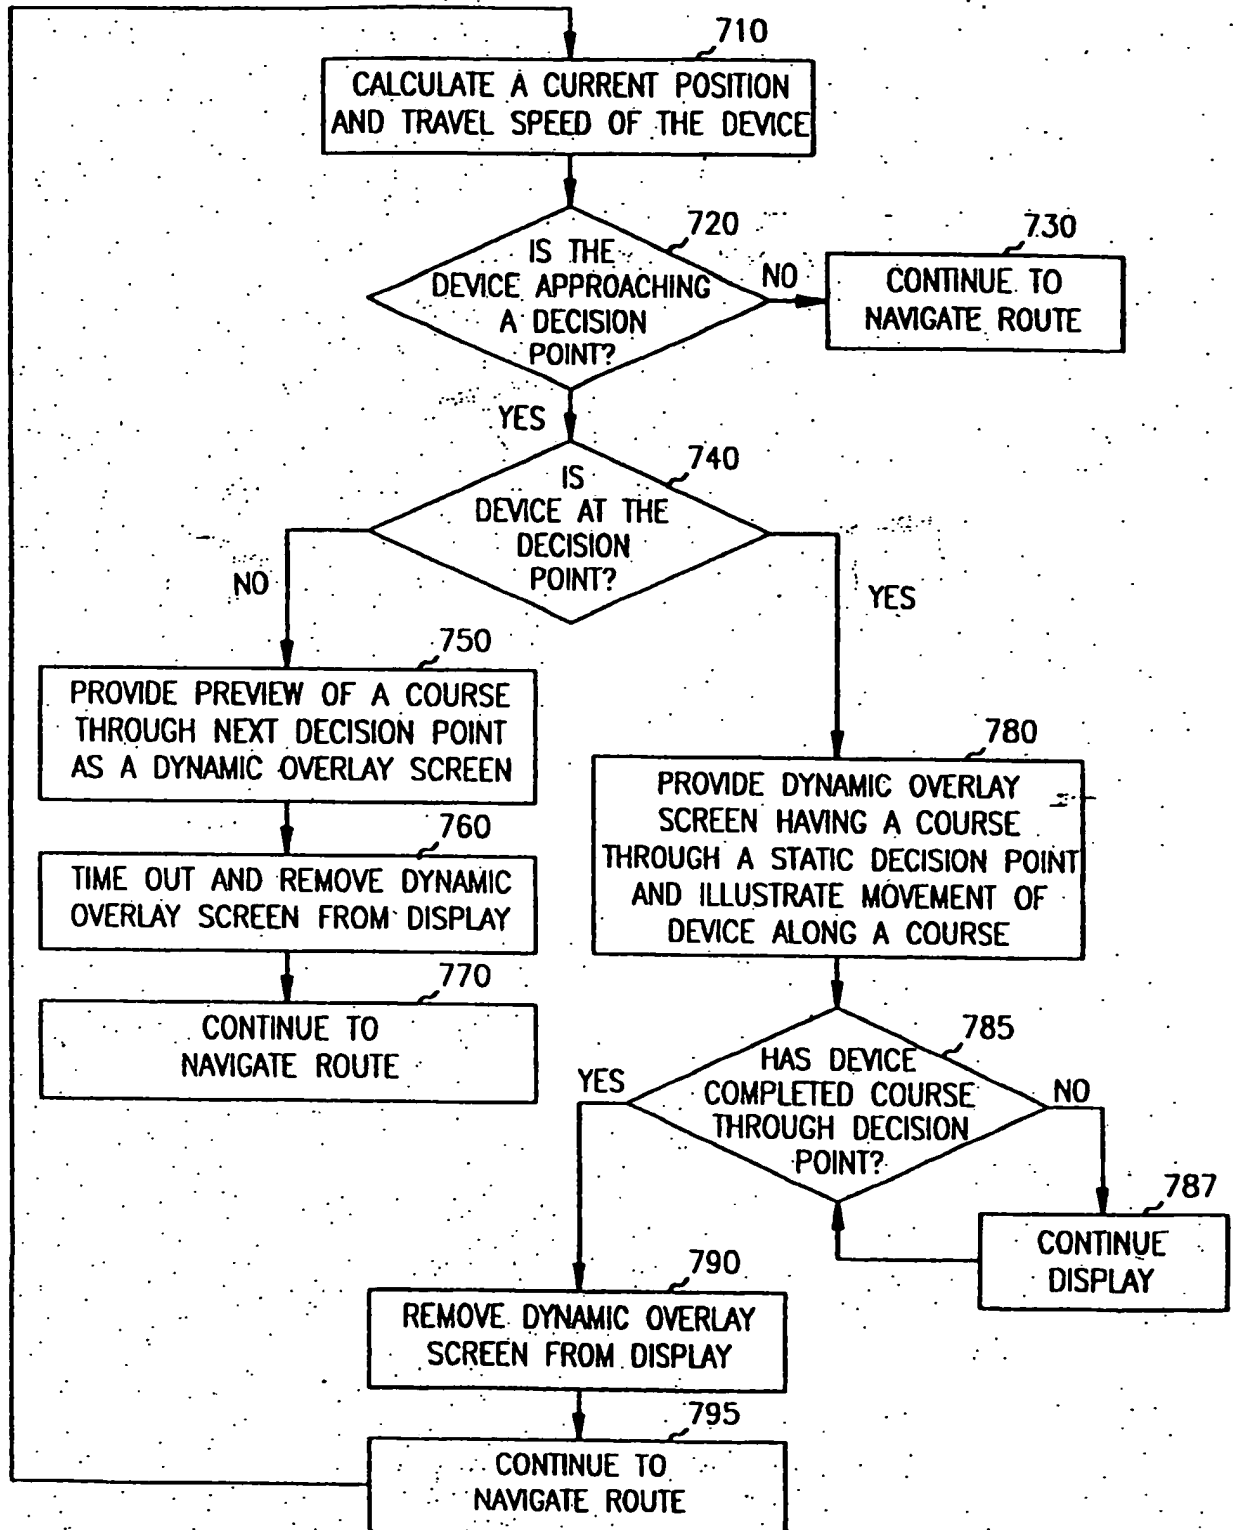 710
CALCULATE A CURRENT POSITION
AND TRAVEL SPEED OF THE DEVICE
720
IS THE
DEVICE APPROACHING
A DECISION
POINT?
NO
730
CONTINUE TO
NAVIGATE ROUTE
YES
740
IS
DEVICE AT THE
DECISION
POINT?
NO
YES
750
PROVIDE PREVIEW OF A COURSE
THROUGH NEXT DECISION POINT
AS A DYNAMIC OVERLAY SCREEN
760
TIME OUT AND REMOVE DYNAMIC
OVERLAY SCREEN FROM DISPLAY
770
CONTINUE TO
NAVIGATE ROUTE
780
PROVIDE DYNAMIC OVERLAY
SCREEN HAVING A COURSE
THROUGH A STATIC DECISION POINT
AND ILLUSTRATE MOVEMENT OF
DEVICE ALONG A COURSE
785
HAS DEVICE
COMPLETED COURSE
THROUGH DECISION
POINT?
YES
NO
787
CONTINUE
DISPLAY
790
REMOVE DYNAMIC OVERLAY
SCREEN FROM DISPLAY
795
CONTINUE TO
NAVIGATE ROUTE